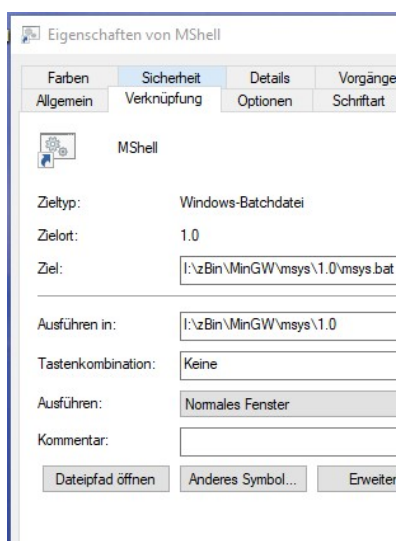 Eigenschaften von MShell
Farben Sicherheit Details Vorgänge
Allgemein Verknüpfung Optionen Schriftart
MShell
Zieltyp: Windows-Batchdatei
Zielort: 1.0
Ziel: I:\zBin\MinGW\msys\1.0\msys.bat
Ausführen in: I:\zBin\MinGW\msys\1.0
Tastenkombination: Keine
Ausführen: Normales Fenster
Kommentar:
Dateipfad öffnen Anderes Symbol... Erweiter